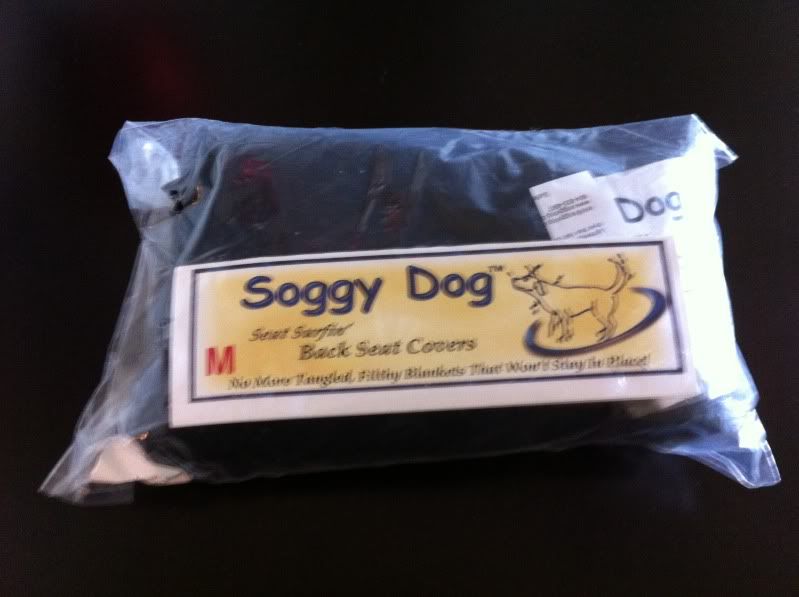 Dog
Soggy Dog™
Seat Surfin'
Back Seat Covers
M
No More Tangled, Filthy Blankets That Won't Stay In Place!